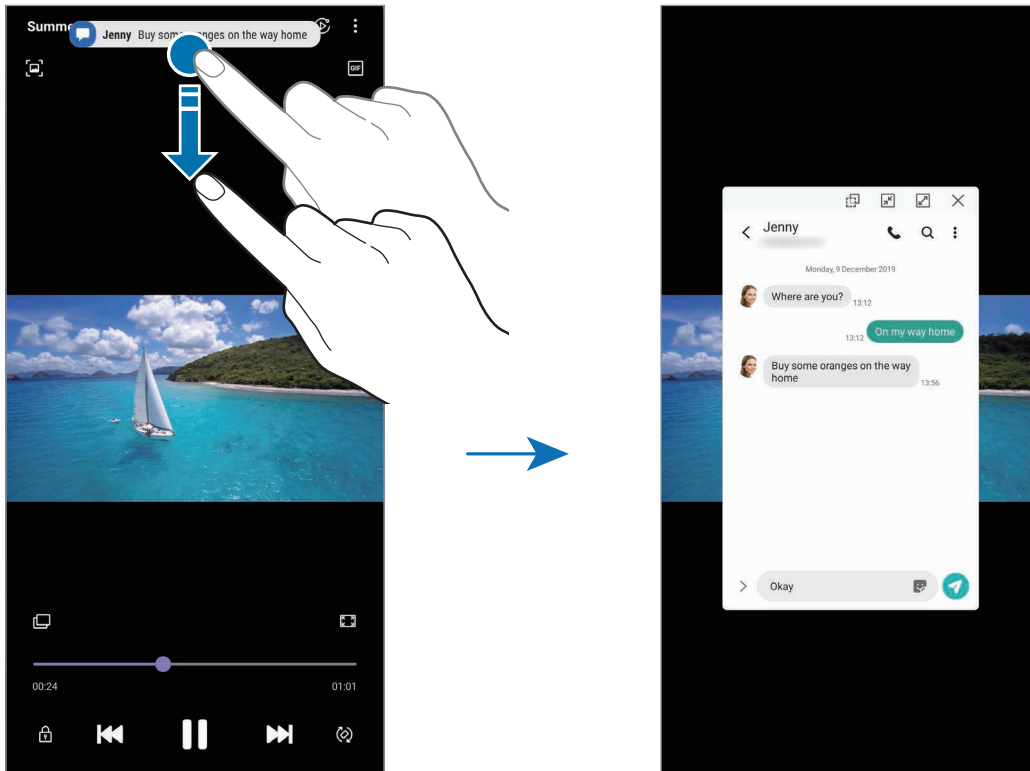 Summe
Jenny Buy some oranges on the way home
GIF
00:24
01:01
Jenny
Monday, 9 December 2019
Where are you?
13:12
13:12
On my way home
Buy some oranges on the way
home
13:56
Okay